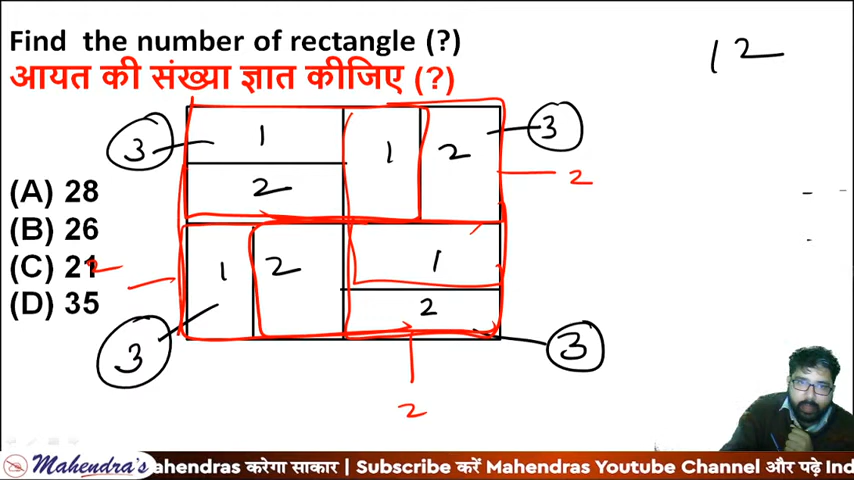 Find the number of rectangle (?)
12
आयत की संख्या ज्ञात कीजिए (?)
3
1
1
2
3
2
2
(A) 28
(B) 26
(C) 21
2
(D) 35
1
2
1
2
3
3
2
Mahendra's
ahendras करेगा साकार | Subscribe करें Mahendras Youtube Channel और पढ़े Ind